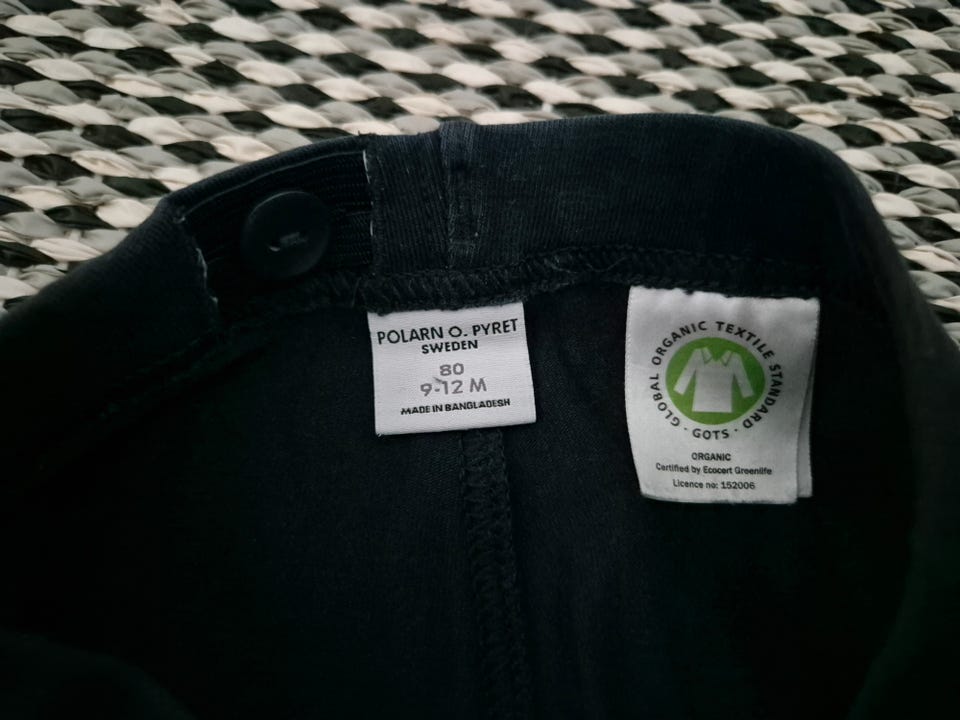 POLARN O. PYRET
SWEDEN
80
9-12 M
MADE IN BANGLADESH
GLOBAL ORGANIC TEXTILE STANDARD · GOTS ·
ORGANIC
Certified by Ecocert Greenlife
Licence no: 152006